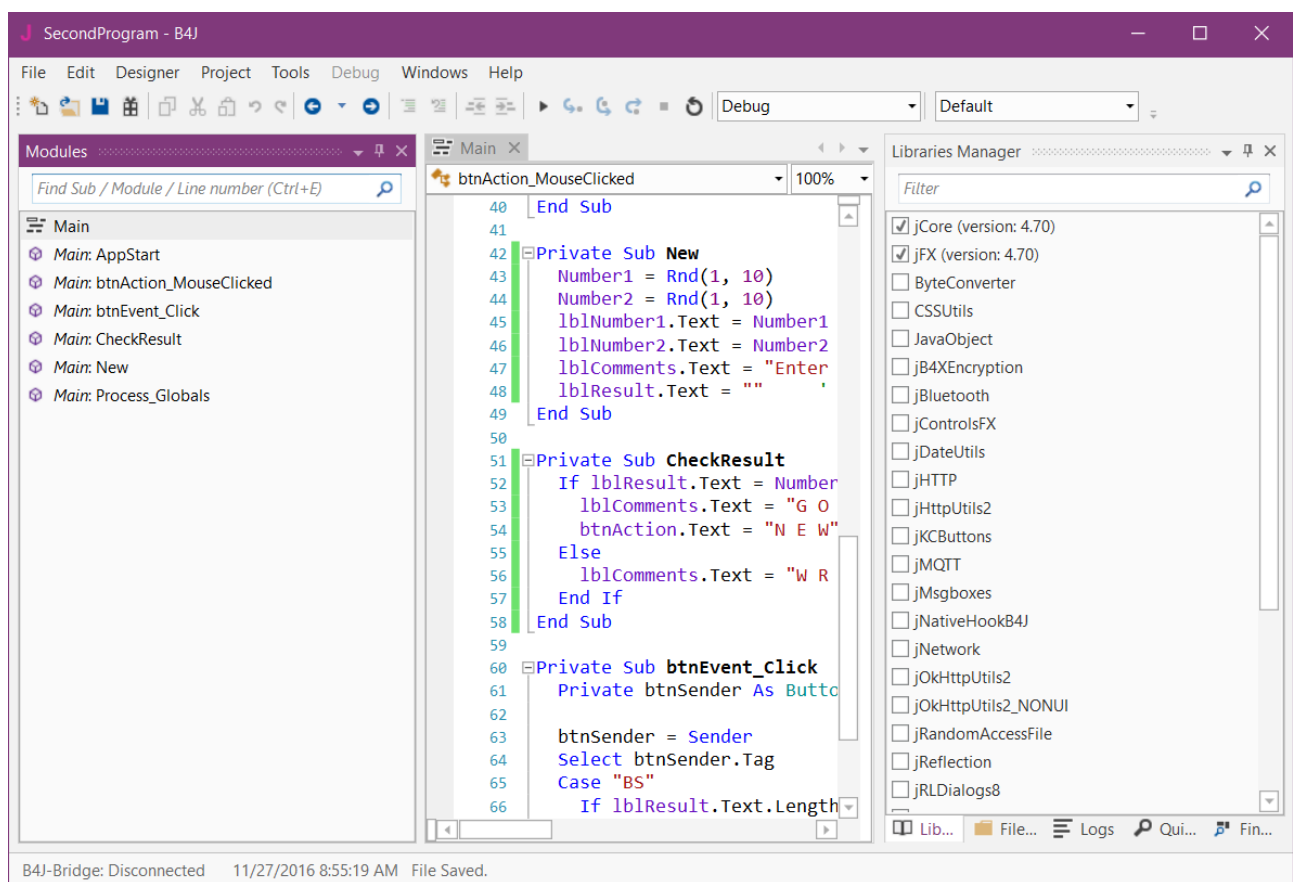 J SecondProgram - B4J
File Edit Designer Project Tools Debug Windows Help
Debug Default
Modules
Find Sub / Module / Line number (Ctrl+E)
Main
Main: AppStart
Main: btnAction_MouseClicked
Main: btnEvent_Click
Main: CheckResult
Main: New
Main: Process_Globals
Main
btnAction_MouseClicked 100%
40 End Sub
41
42 Private Sub New
43 Number1 = Rnd(1, 10)
44 Number2 = Rnd(1, 10)
45 lblNumber1.Text = Number1
46 lblNumber2.Text = Number2
47 lblComments.Text = "Enter
48 lblResult.Text = "" '
49 End Sub
50
51 Private Sub CheckResult
52 If lblResult.Text = Number
53 lblComments.Text = "G O
54 btnAction.Text = "N E W"
55 Else
56 lblComments.Text = "W R
57 End If
58 End Sub
59
60 Private Sub btnEvent_Click
61 Private btnSender As Butto
62
63 btnSender = Sender
64 Select btnSender.Tag
65 Case "BS"
66 If lblResult.Text.Length
Libraries Manager
Filter
jCore (version: 4.70)
jFX (version: 4.70)
ByteConverter
CSSUtils
JavaObject
jB4XEncryption
jBluetooth
jControlsFX
jDateUtils
jHTTP
jHttpUtils2
jKCButtons
jMQTT
jMsgboxes
jNativeHookB4J
jNetwork
jOkHttpUtils2
jOkHttpUtils2_NONUI
jRandomAccessFile
jReflection
jRLDialogs8
Lib... File... Logs Qui... Fin...
B4J-Bridge: Disconnected 11/27/2016 8:55:19 AM File Saved.